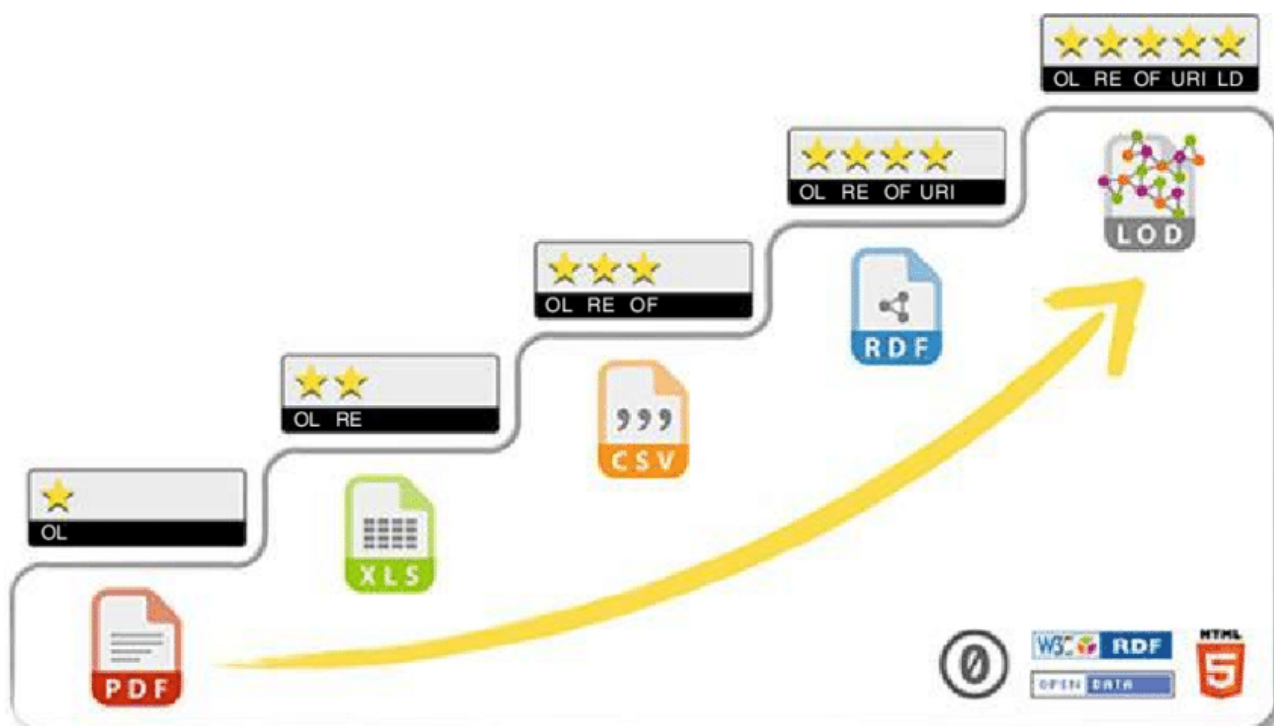 OL RE OF URI LD
OL RE OF URI
OL RE OF
OL RE
OL
LOD
RDF
,,,
CSV
XLS
PDF
0
W3C RDF
OPEN DATA
HTML
5